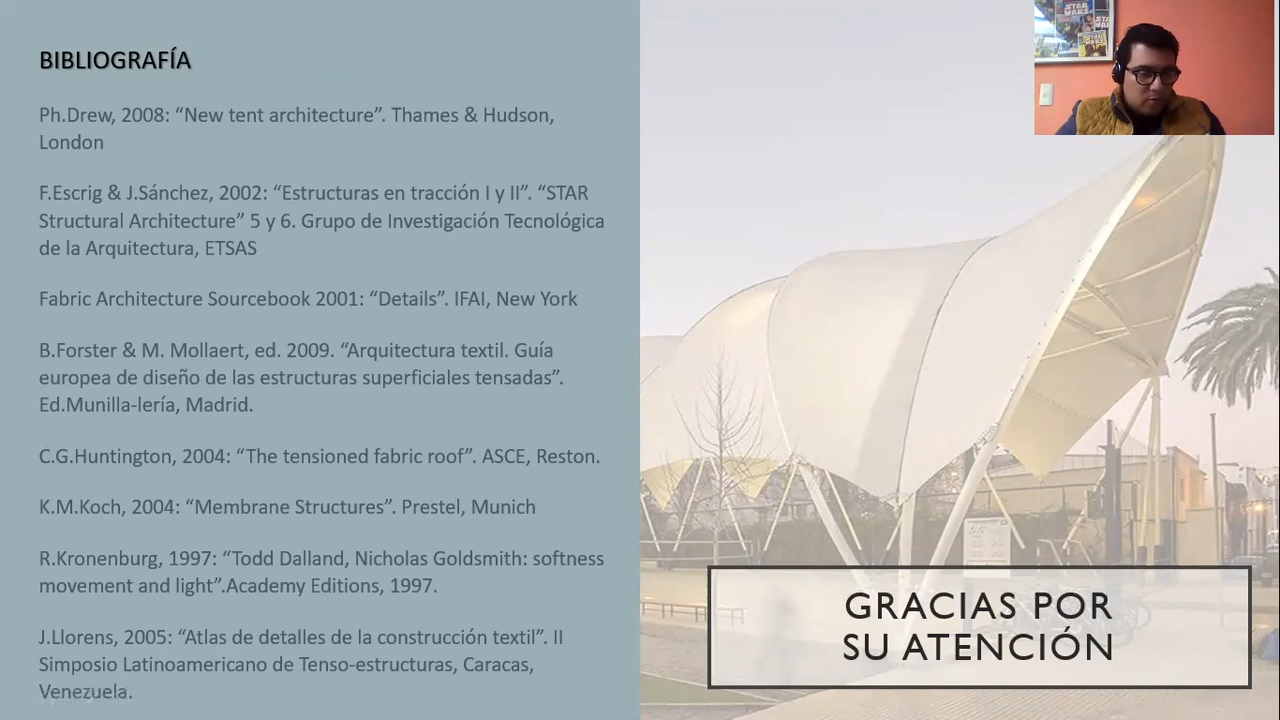 BIBLIOGRAFÍA
Ph.Drew, 2008: “New tent architecture”. Thames & Hudson,
London
F.Escrig & J.Sánchez, 2002: “Estructuras en tracción I y II”. “STAR
Structural Architecture” 5 y 6. Grupo de Investigación Tecnológica
de la Arquitectura, ETSAS
Fabric Architecture Sourcebook 2001: “Details”. IFAI, New York
B.Forster & M. Mollaert, ed. 2009. “Arquitectura textil. Guía
europea de diseño de las estructuras superficiales tensadas”.
Ed.Munilla-lería, Madrid.
C.G.Huntington, 2004: “The tensioned fabric roof”. ASCE, Reston.
K.M.Koch, 2004: “Membrane Structures”. Prestel, Munich
R.Kronenburg, 1997: “Todd Dalland, Nicholas Goldsmith: softness
movement and light”.Academy Editions, 1997.
J.Llorens, 2005: “Atlas de detalles de la construcción textil”. II
Simposio Latinoamericano de Tenso-estructuras, Caracas,
Venezuela.
STAR
WARS
GRACIAS POR
SU ATENCIÓN